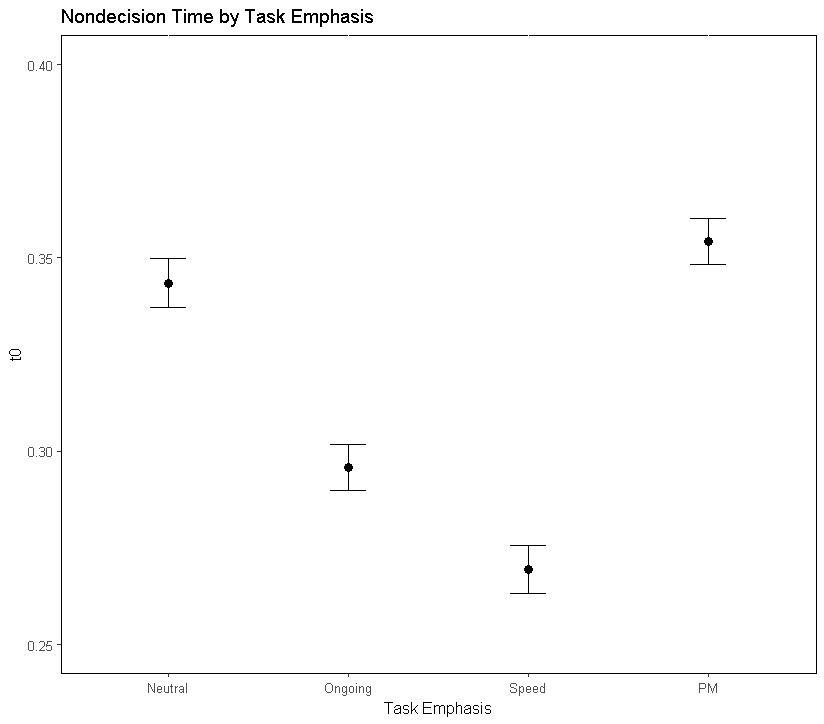 Nondecision Time by Task Emphasis
0.40
0.35
0.30
0.25
t0
Neutral Ongoing Speed PM
Task Emphasis